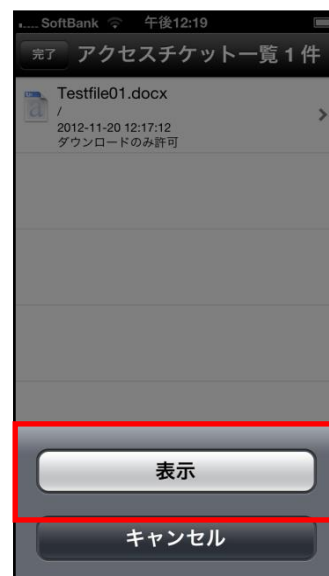 SoftBank 午後12:19
完了 アクセスチケット一覧 1 件
Testfile01.docx
/
2012-11-20 12:17:12
ダウンロードのみ許可
表示
キャンセル